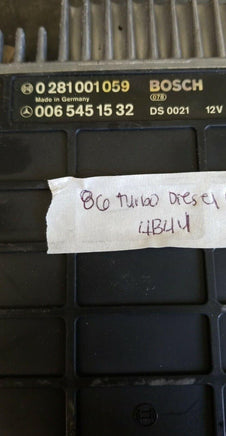 0 281 001 059 BOSCH
Made in Germany 078
006 545 15 32 DS 0021 12V
86 turbo Diesel
4B4V